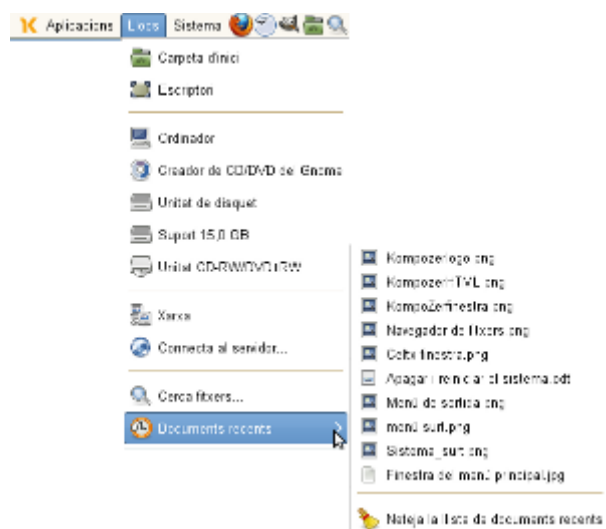 Aplicacions Llocs Sistema
Carpeta d'inici
Escriptori
Ordinador
Creador de CD/DVD del Gnome
Unitat de disquet
Suport 15,0 GB
Unitat CD-RW/DVD±RW
Xarxa
Connecta al servidor...
Cerca fitxers...
Documents recents
Kompozerlogo.png
KompozerHTML.png
KompoZerfinestra.png
Navegador de fitxers.png
Celtx finestra.png
Apagar i reiniciar el sistema.odt
Menú de sortida.png
menú surt.png
Sistema_surt.png
Finestra del menú principal.jpg
Neteja la llista de documents recents